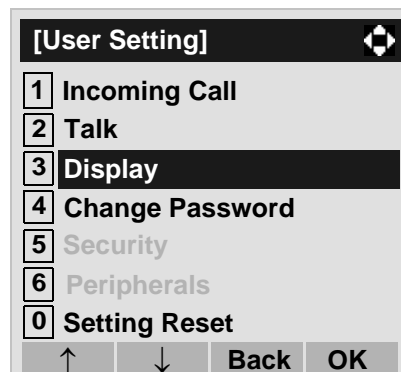 [User Setting]
1 Incoming Call
2 Talk
3 Display
4 Change Password
5 Security
6 Peripherals
0 Setting Reset
↑ ↓ Back OK